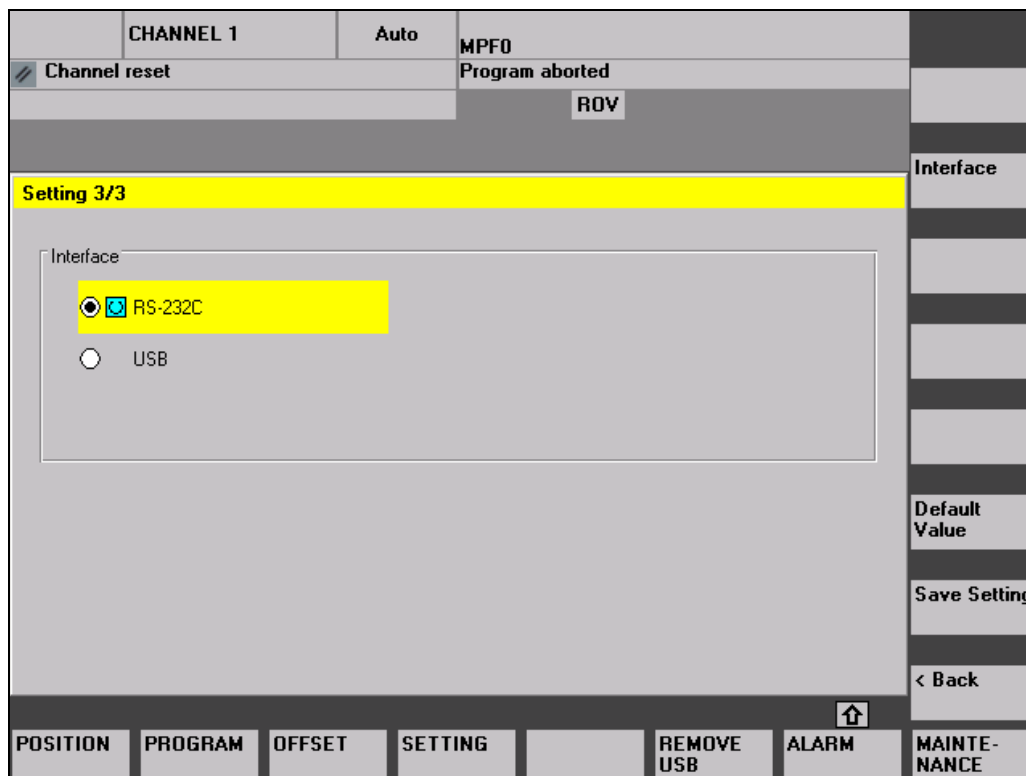 CHANNEL 1
Auto
MPF0
Channel reset
Program aborted
ROV
Interface
Setting 3/3
Interface
RS-232C
USB
Default
Value
Save Setting
< Back
POSITION
PROGRAM
OFFSET
SETTING
REMOVE
USB
ALARM
MAINTE-
NANCE